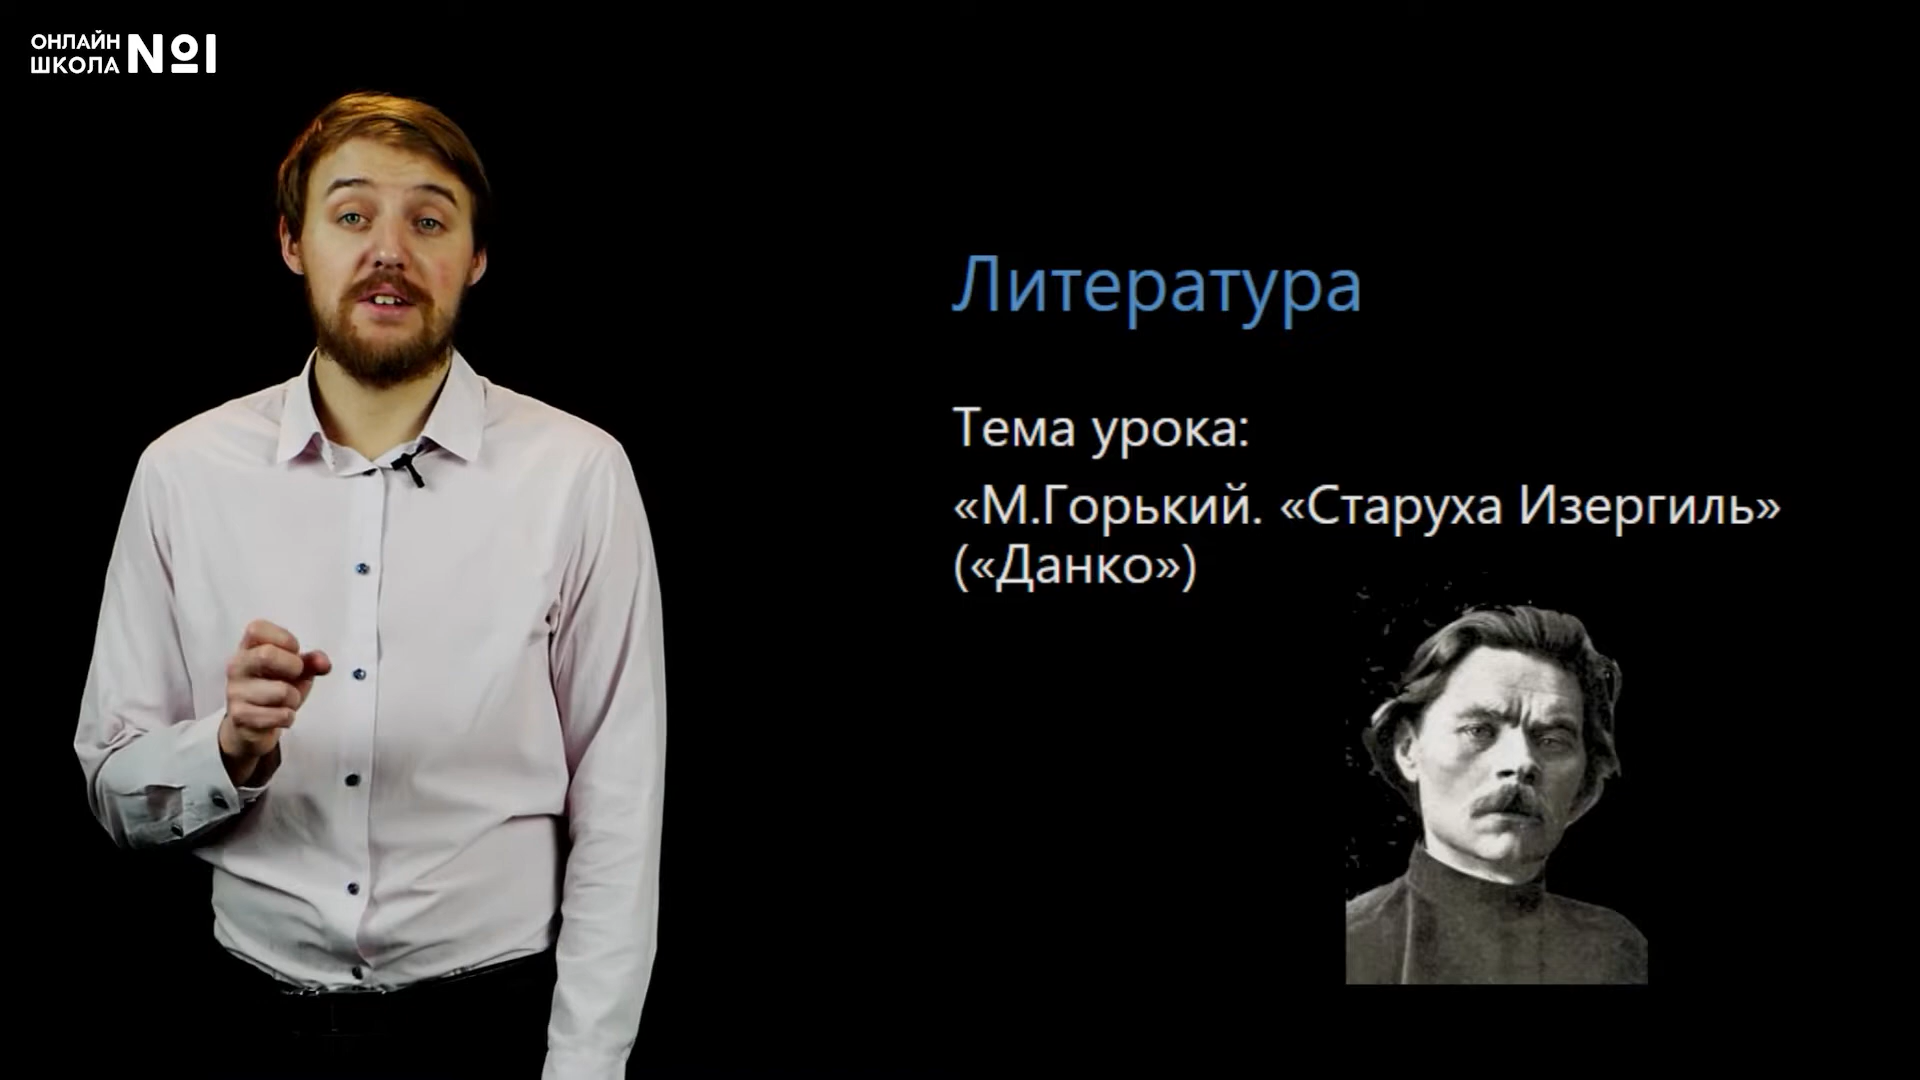 ОНЛАЙН
ШКОЛА №1
Литература
Тема урока:
«М.Горький. «Старуха Изергиль»
(«Данко»)